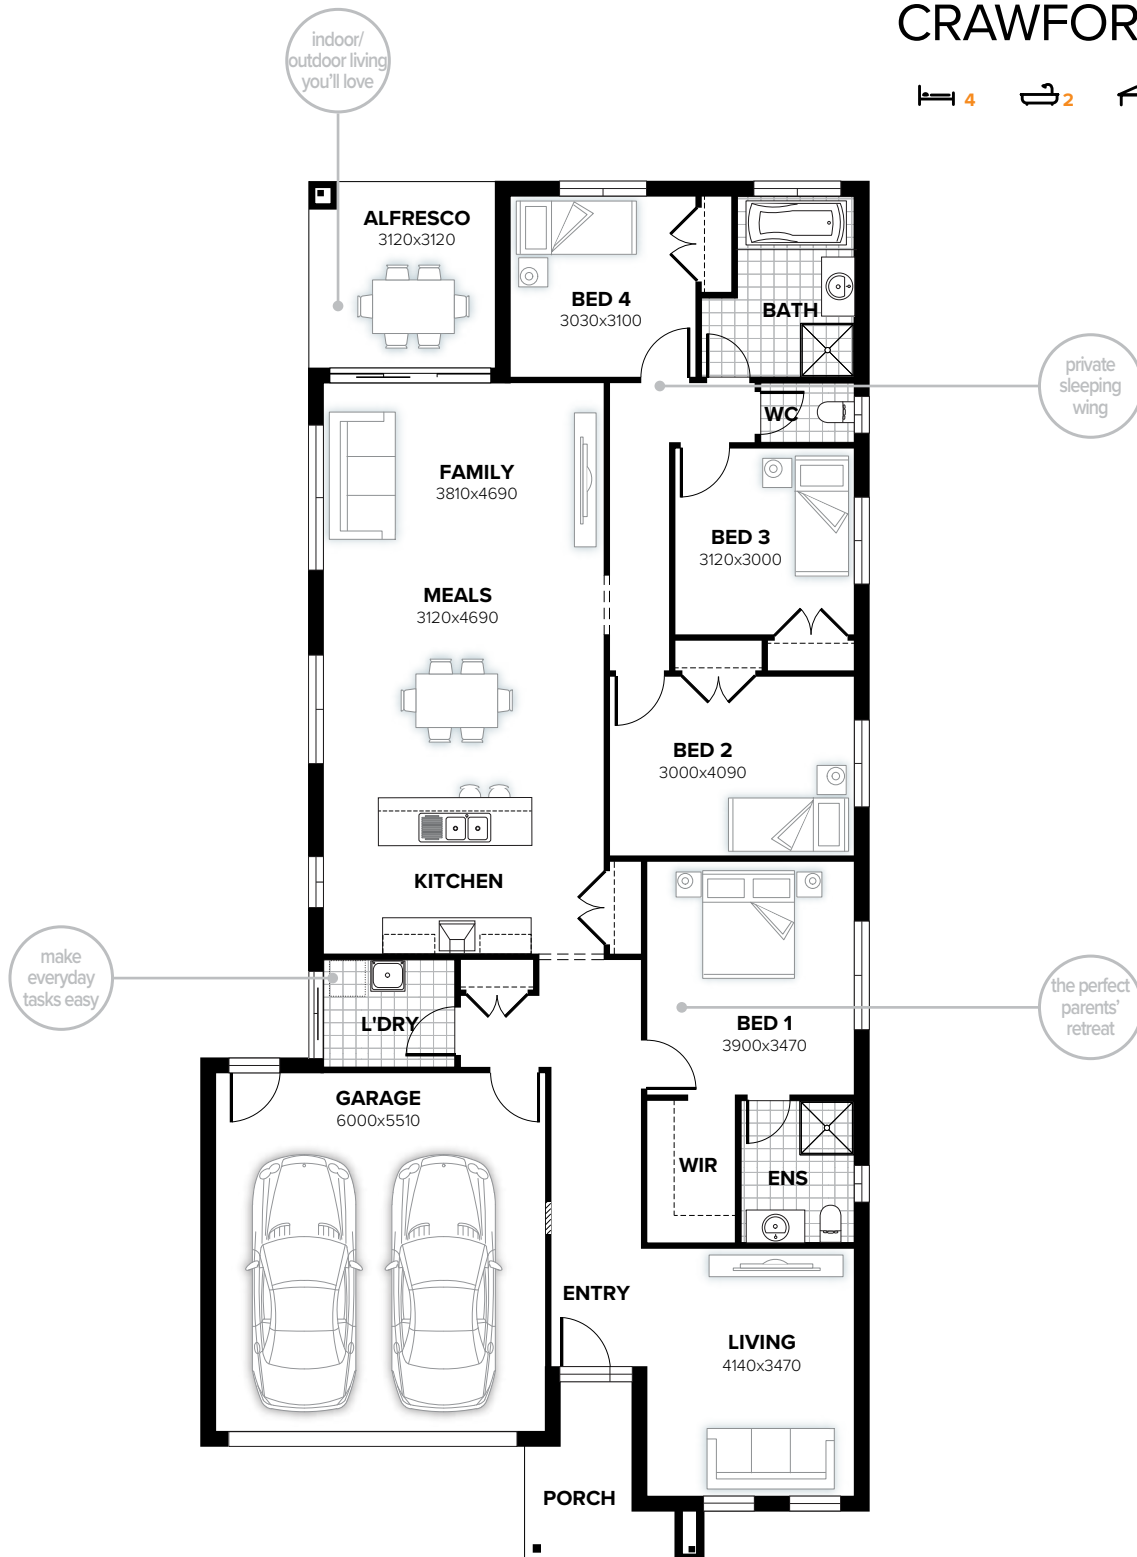 CRAWFOR
4 2
indoor/
outdoor living
you'll love
ALFRESCO
3120x3120
BED 4
3030x3100
BATH
private
sleeping
wing
WC
FAMILY
3810x4690
BED 3
3120x3000
MEALS
3120x4690
BED 2
3000x4090
KITCHEN
make
everyday
tasks easy
L'DRY
the perfect
parents'
retreat
BED 1
3900x3470
GARAGE
6000x5510
WIR
ENS
ENTRY
LIVING
4140x3470
PORCH